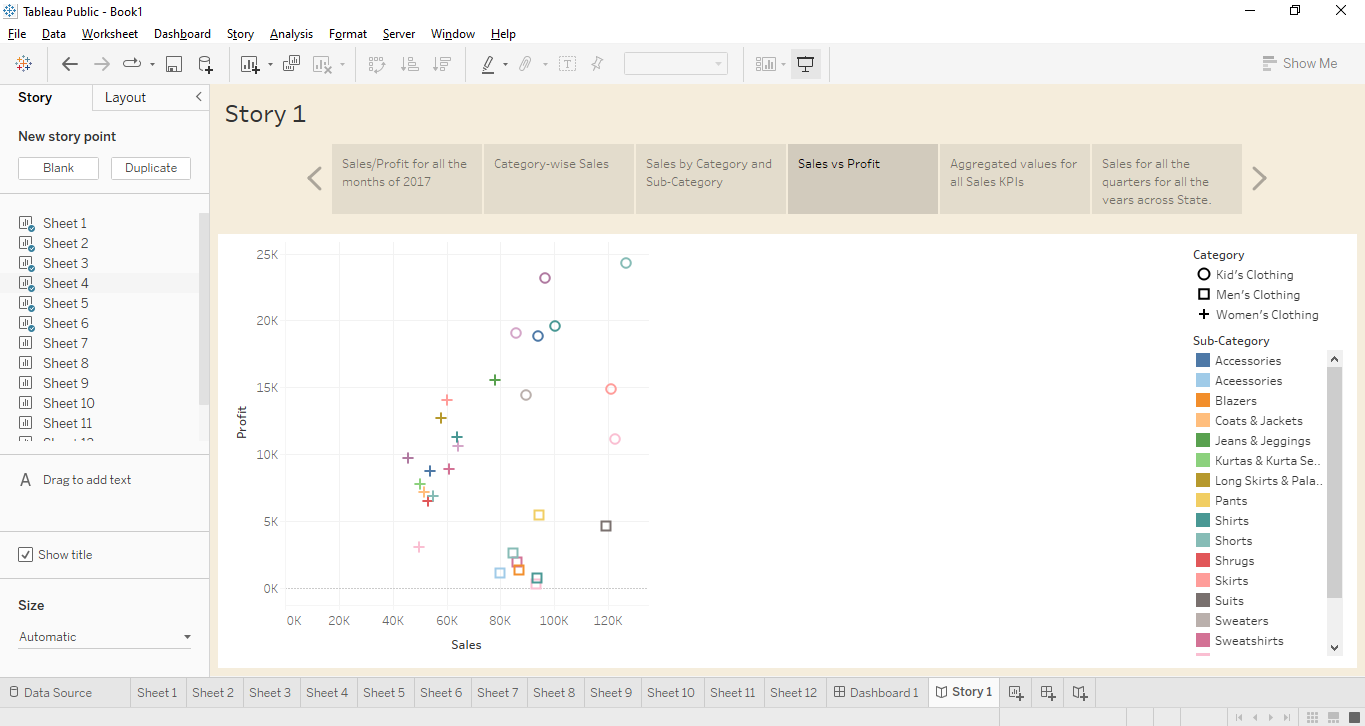 Tableau Public - Book1
File Data Worksheet Dashboard Story Analysis Format Server Window Help
Show Me
Story Layout
New story point
Blank Duplicate
Sheet 1
Sheet 2
Sheet 3
Sheet 4
Sheet 5
Sheet 6
Sheet 7
Sheet 8
Sheet 9
Sheet 10
Sheet 11
A Drag to add text
Show title
Size
Automatic
Story 1
Sales/Profit for all the
months of 2017
Category-wise Sales
Sales by Category and
Sub-Category
Sales vs Profit
Aggregated values for
all Sales KPIs
Sales for all the
quarters for all the
years across State.
25K
20K
15K
10K
5K
0K
Profit
0K 20K 40K 60K 80K 100K 120K
Sales
Category
Kid's Clothing
Men's Clothing
Women's Clothing
Sub-Category
Accessories
Aceessories
Blazers
Coats & Jackets
Jeans & Jeggings
Kurtas & Kurta Se..
Long Skirts & Pala..
Pants
Shirts
Shorts
Shrugs
Skirts
Suits
Sweaters
Sweatshirts
Data Source Sheet 1 Sheet 2 Sheet 3 Sheet 4 Sheet 5 Sheet 6 Sheet 7 Sheet 8 Sheet 9 Sheet 10 Sheet 11 Sheet 12 Dashboard 1 Story 1